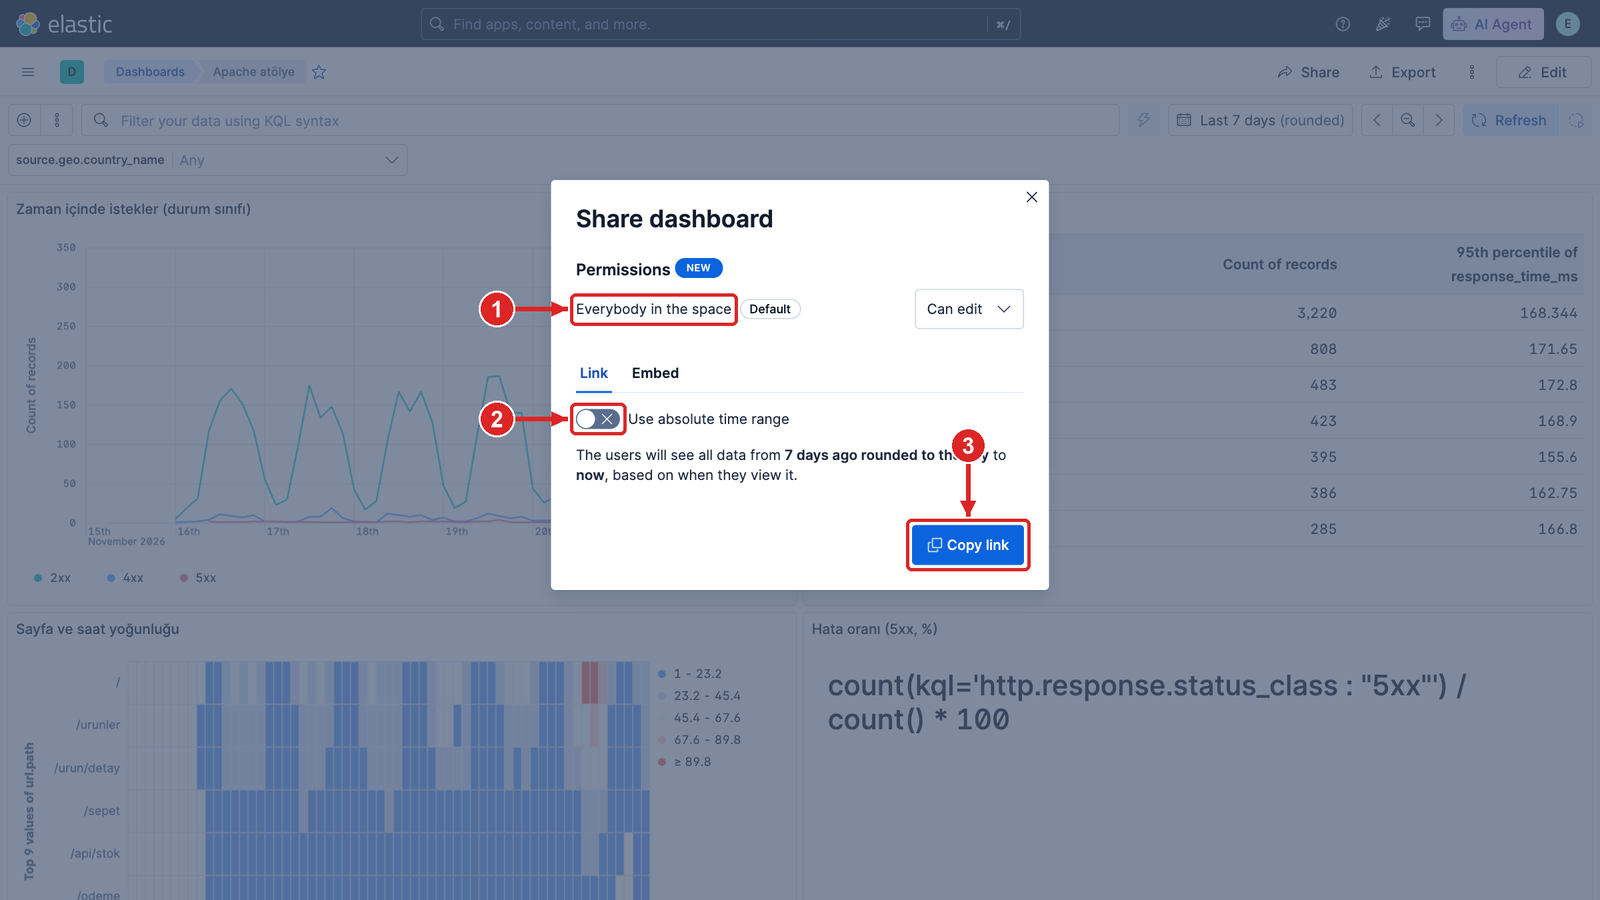 elastic
Find apps, content, and more.
⌘/
AI Agent
E
D
Dashboards
Apache atölye
Share
Export
Edit
Filter your data using KQL syntax
Last 7 days (rounded)
Refresh
source.geo.country_name
Any
Zaman içinde istekler (durum sınıfı)
Count of records
350
300
250
200
150
100
50
0
15th
November 2026
16th
17th
18th
19th
2xx
4xx
5xx
Share dashboard
Permissions
NEW
1
Everybody in the space
Default
Can edit
Link
Embed
2
Use absolute time range
3
The users will see all data from 7 days ago rounded to the y to
now, based on when they view it.
Copy link
Count of records
95th percentile of
response_time_ms
3,220
168.344
808
171.65
483
172.8
423
168.9
395
155.6
386
162.75
285
166.8
Sayfa ve saat yoğunluğu
Top 9 values of url.path
/
/urunler
/urun/detay
/sepet
/api/stok
/odeme
1 - 23.2
23.2 - 45.4
45.4 - 67.6
67.6 - 89.8
≥ 89.8
Hata oranı (5xx, %)
count(kql='http.response.status_class : "5xx"') /
count() * 100